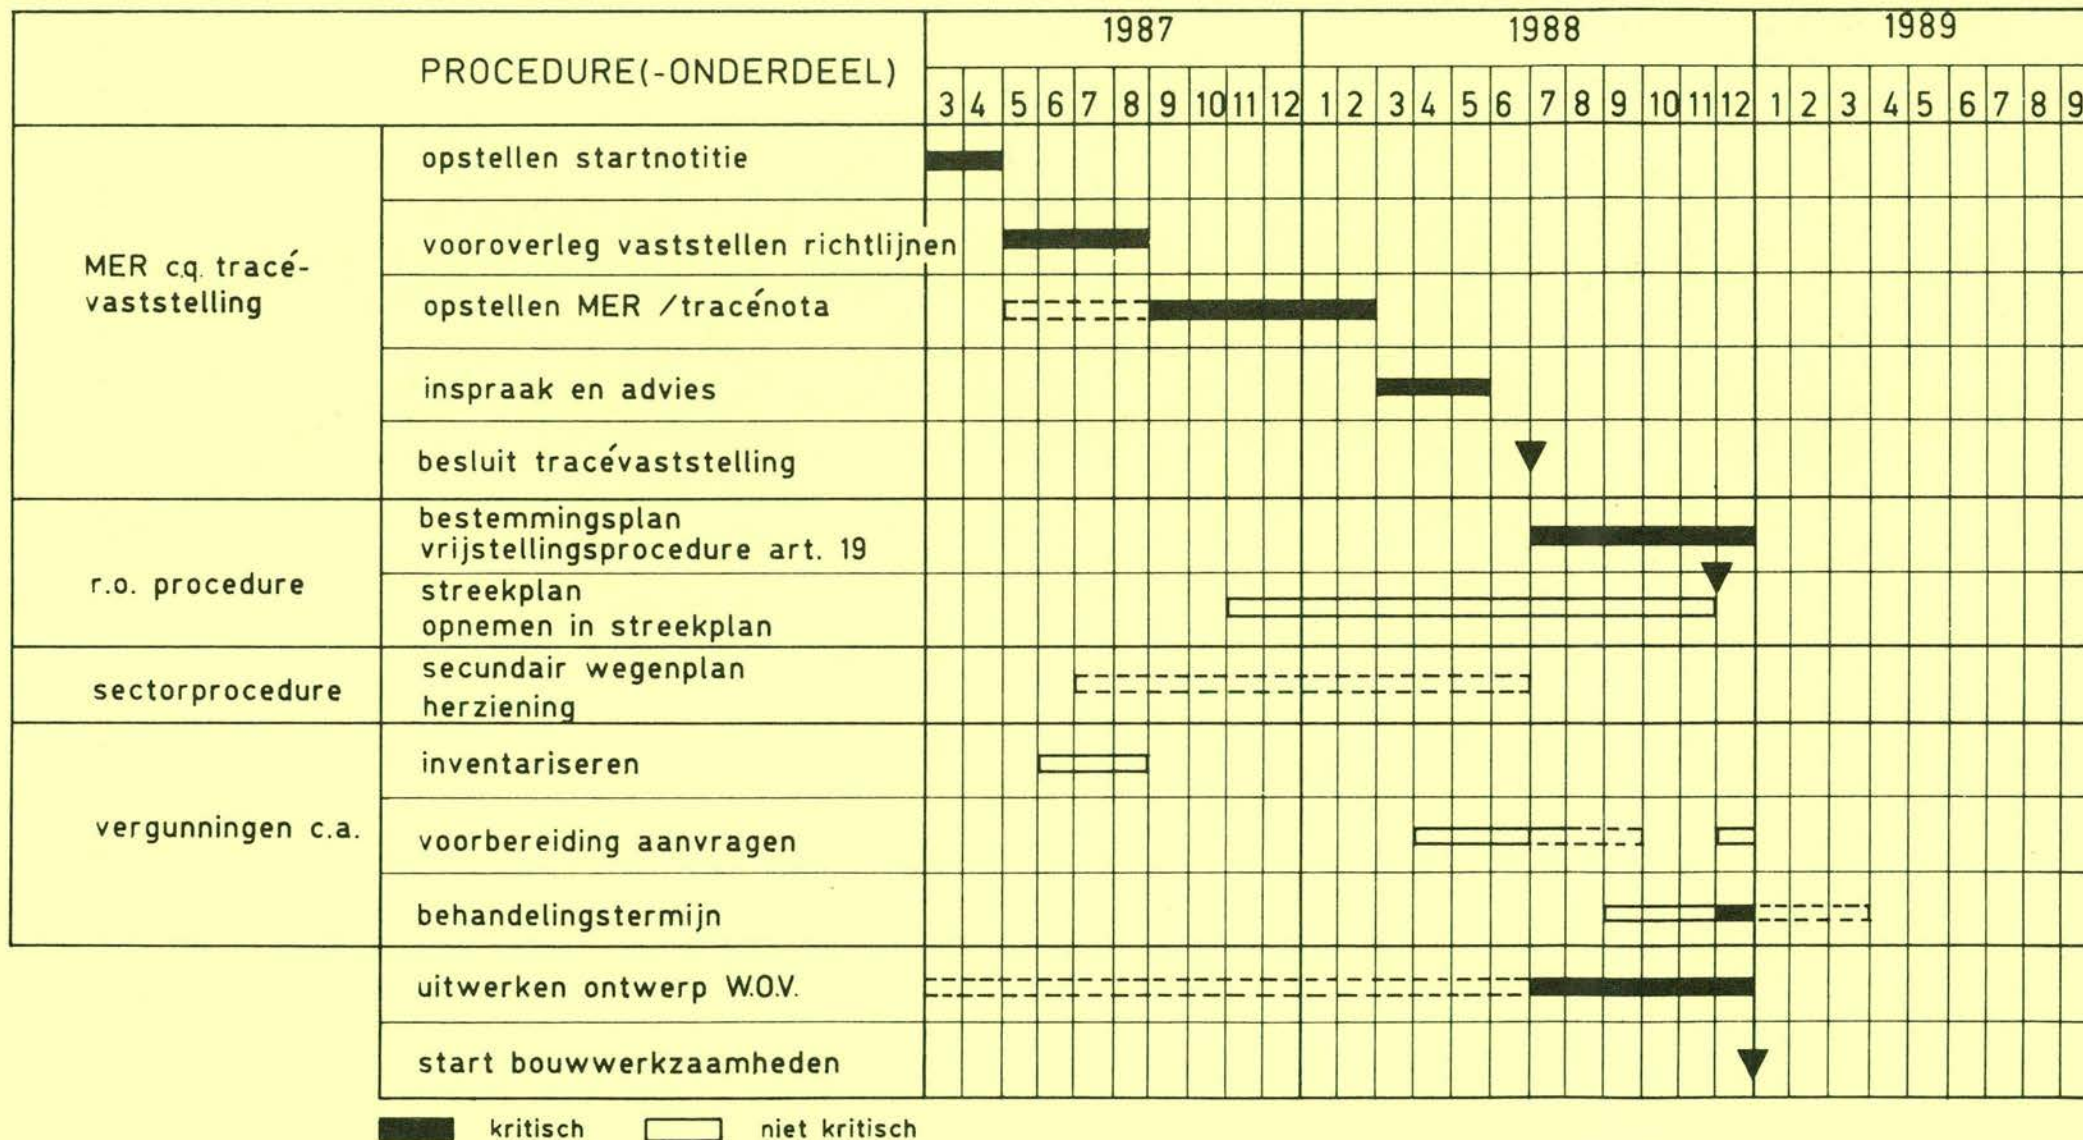 1987 1988 1989
PROCEDURE(-ONDERDEEL)
3 4 5 6 7 8 9 10 11 12 1 2 3 4 5 6 7 8 9 10 11 12 1 2 3 4 5 6 7 8 9
MER c.q. tracé-
vaststelling
opstellen startnotitie
vooroverleg vaststellen richtlijnen
opstellen MER /tracénota
inspraak en advies
besluit tracévaststelling
r.o. procedure
bestemmingsplan
vrijstellingsprocedure art. 19
streekplan
opnemen in streekplan
sectorprocedure
secundair wegenplan
herziening
vergunningen c.a.
inventariseren
voorbereiding aanvragen
behandelingstermijn
uitwerken ontwerp W.O.V.
start bouwwerkzaamheden
kritisch niet kritisch